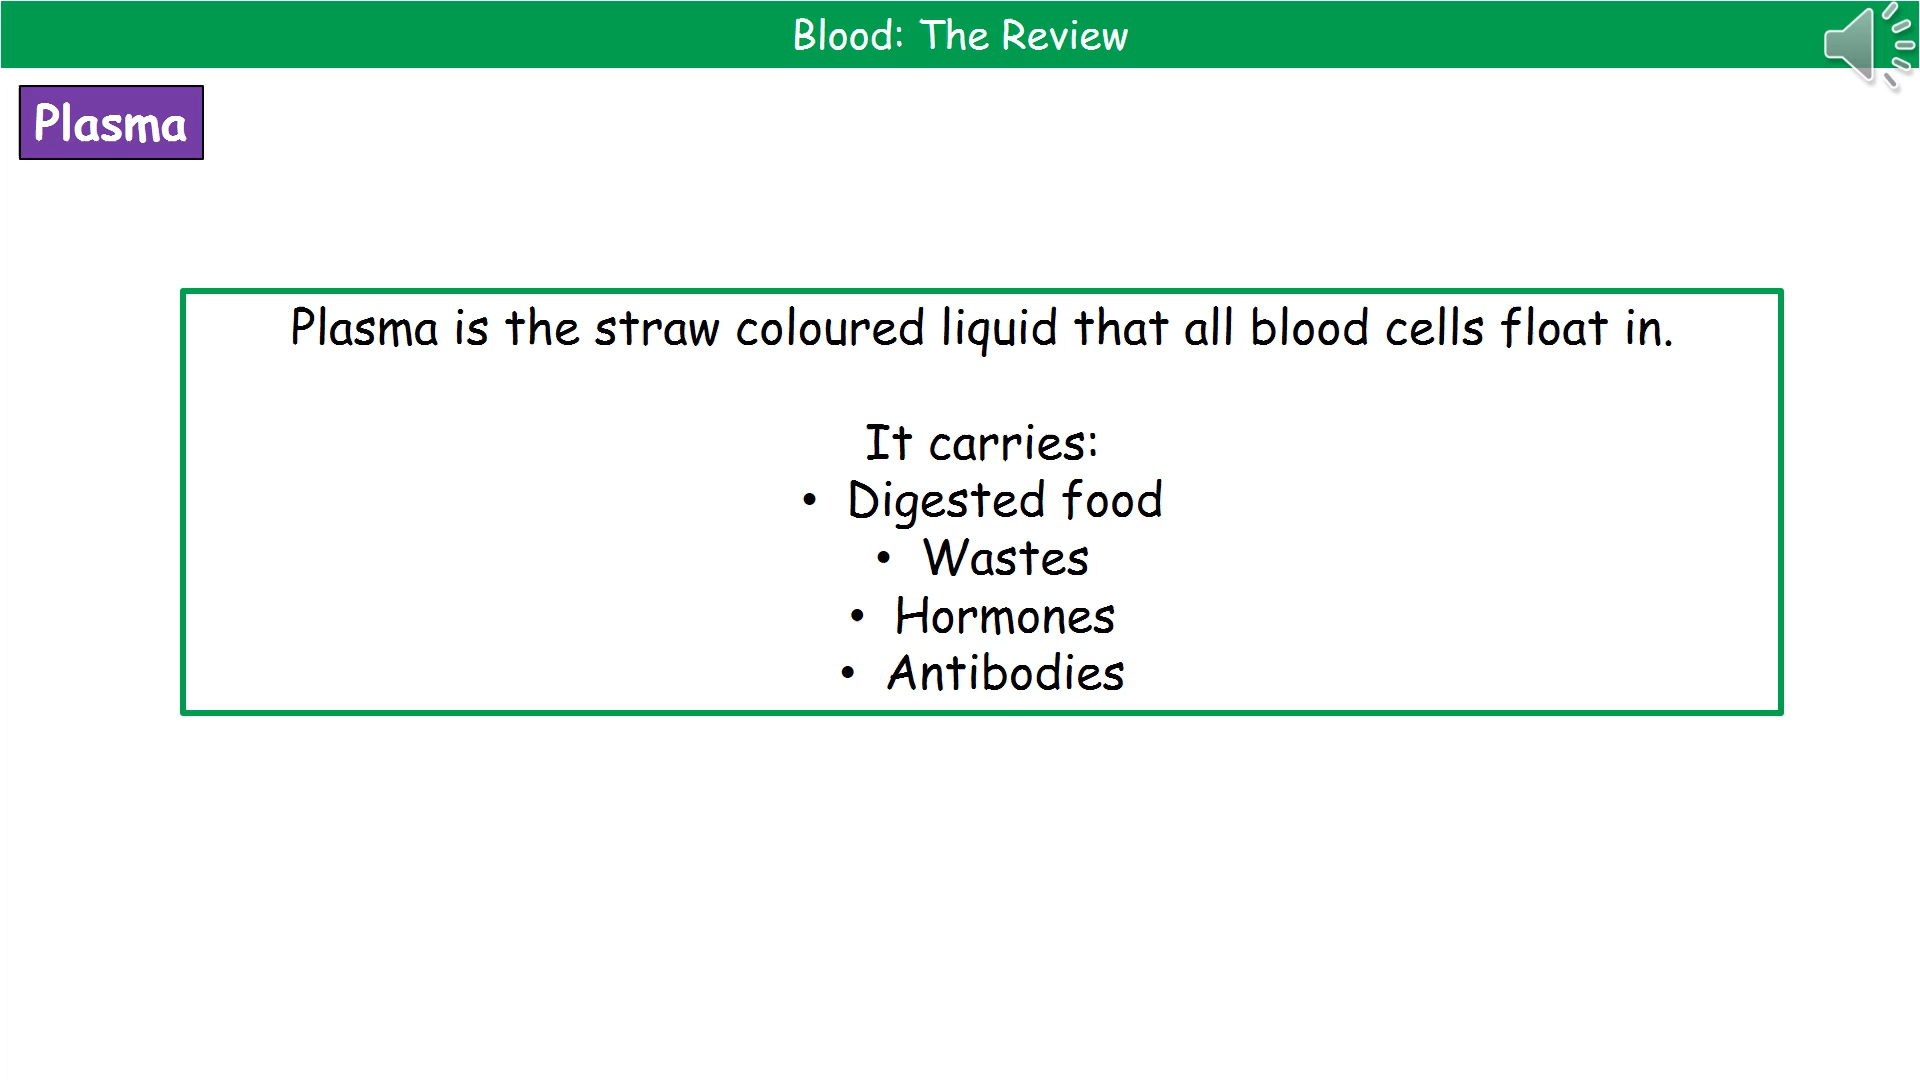 Blood: The Review
Plasma
Plasma is the straw coloured liquid that all blood cells float in.
It carries:
• Digested food
• Wastes
• Hormones
• Antibodies